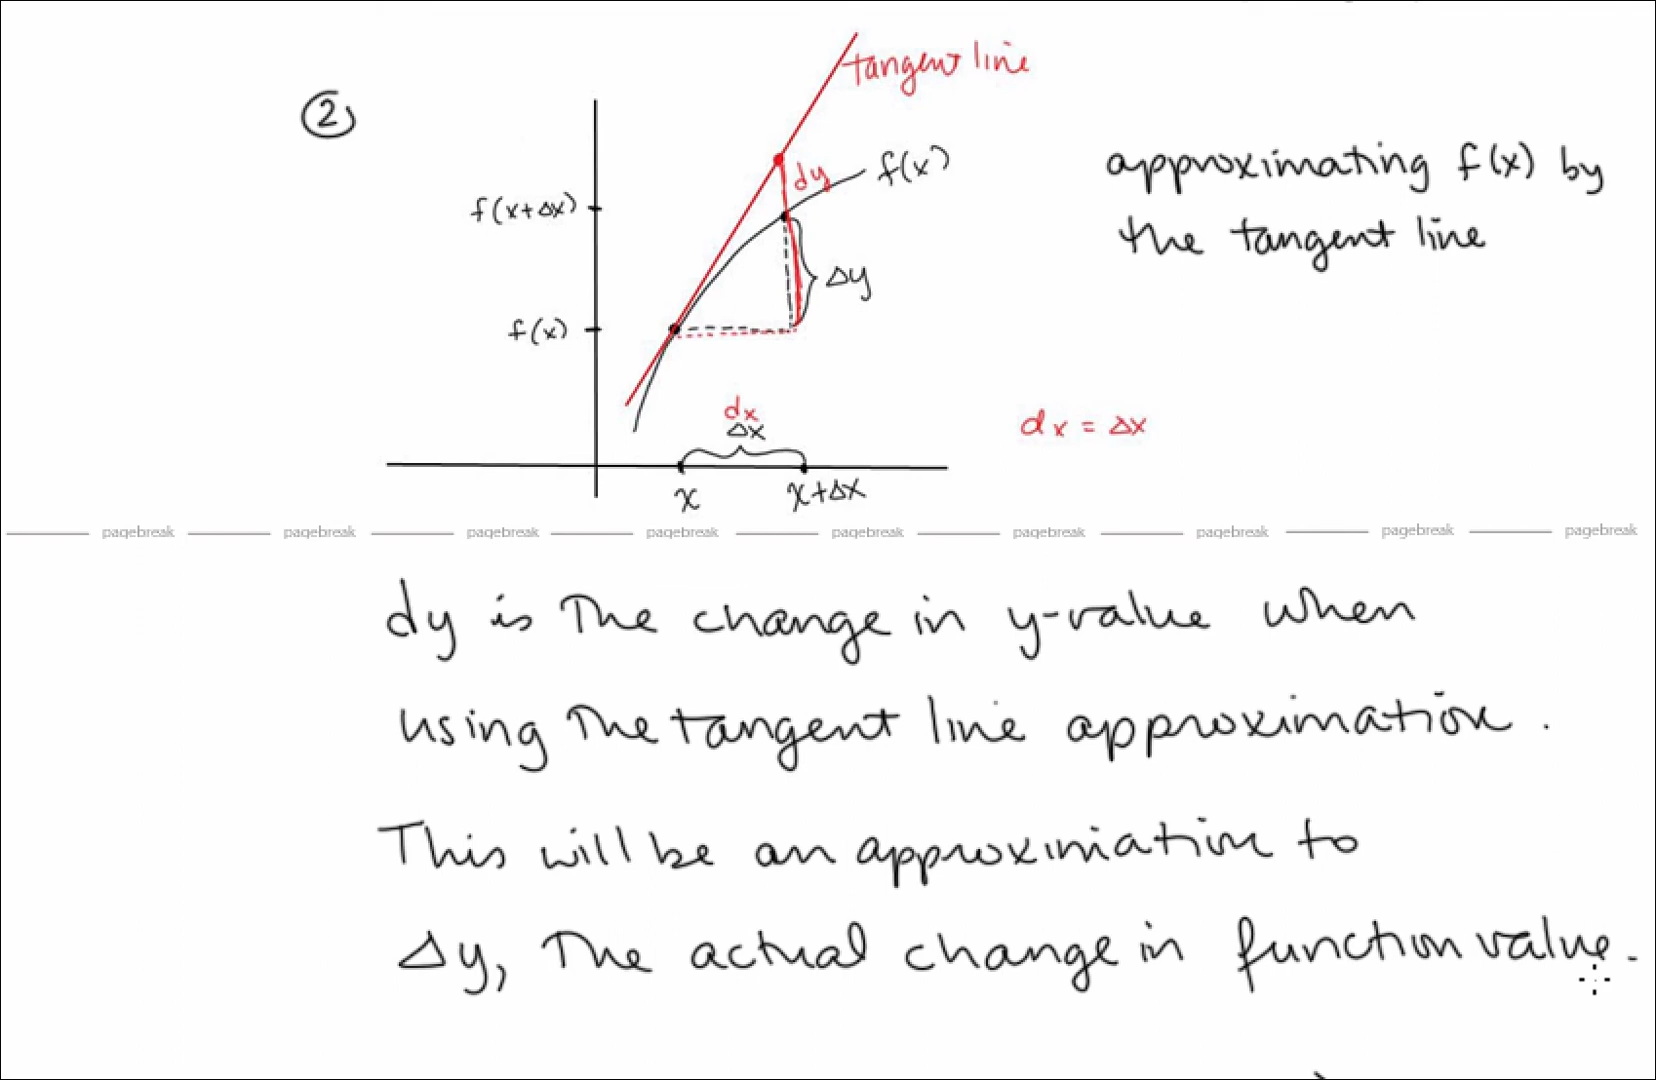 ②
tangent line
dy
f(x)
approximating f(x) by
the tangent line
f(x+Δx)
Δy
f(x)
dx
Δx
dx = Δx
x
x+Δx
pagebreak pagebreak pagebreak pagebreak pagebreak pagebreak pagebreak pagebreak pagebreak
dy is the change in y-value when
using the tangent line approximation.
This will be an approximation to
Δy, the actual change in function value.